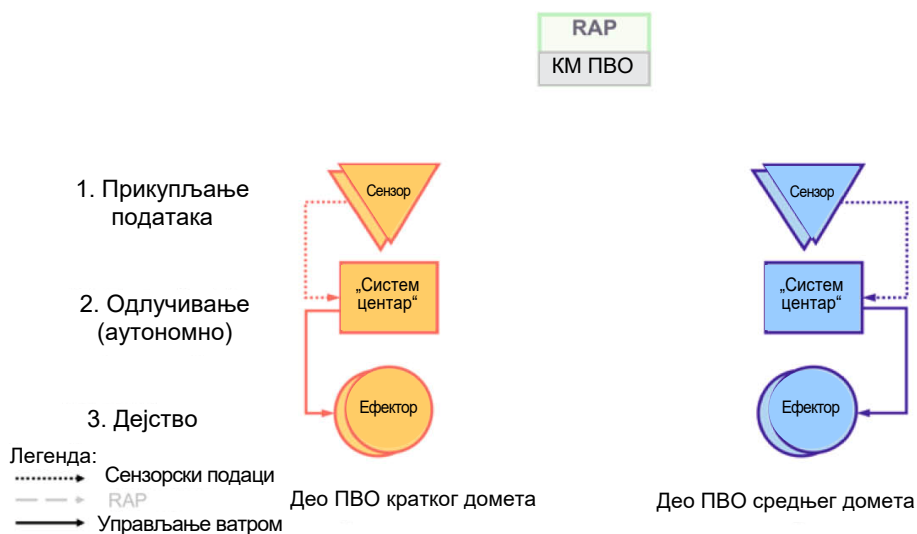 RAP
КМ ПВО
1. Прикупљање
података
Сензор
Сензор
2. Одлучивање
(аутономно)
„Систем
центар“
„Систем
центар“
3. Дејство
Ефектор
Ефектор
Легенда:
Сензорски подаци
RAP
Управљање ватром
Део ПВО кратког домета
Део ПВО средњег домета